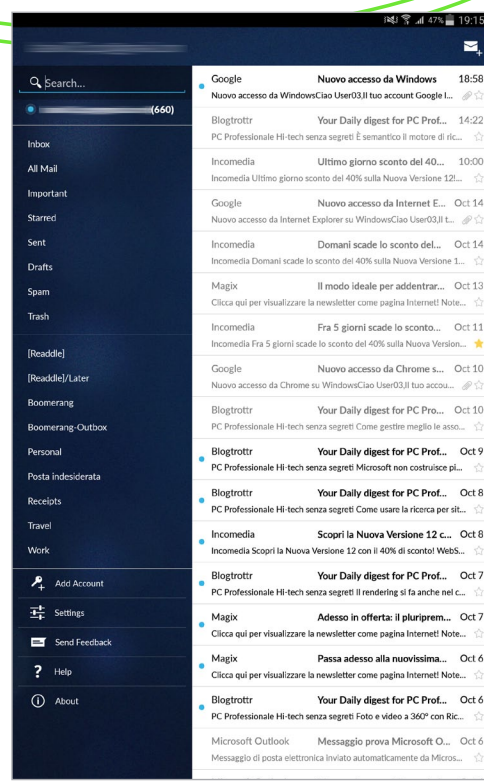 47% 19:15
Search...
(660)
Inbox
All Mail
Important
Starred
Sent
Drafts
Spam
Trash
[Readdle]
[Readdle]/Later
Boomerang
Boomerang-Outbox
Personal
Posta indesiderata
Receipts
Travel
Work
Add Account
Settings
Send Feedback
Help
About
Google Nuovo accesso da Windows 18:58
Nuovo accesso da WindowsCiao User03,Il tuo account Google l...
Blogtrottr Your Daily digest for PC Prof... 14:22
PC Professionale Hi-tech senza segreti È semantico il motore di ric...
Incomedia Ultimo giorno sconto del 40... 10:00
Incomedia Ultimo giorno sconto del 40% sulla Nuova Versione 12!...
Google Nuovo accesso da Internet E... Oct 14
Nuovo accesso da Internet Explorer su WindowsCiao User03,Il t...
Incomedia Domani scade lo sconto del... Oct 14
Incomedia Domani scade lo sconto del 40% sulla Nuova Versione 1...
Magix Il modo ideale per addentrar... Oct 13
Clicca qui per visualizzare la newsletter come pagina Internet! Note...
Incomedia Fra 5 giorni scade lo sconto... Oct 11
Incomedia Fra 5 giorni scade lo sconto del 40% sulla Nuova Version...
Google Nuovo accesso da Chrome s... Oct 10
Nuovo accesso da Chrome su WindowsCiao User03,Il tuo accou...
Blogtrottr Your Daily digest for PC Pro... Oct 10
PC Professionale Hi-tech senza segreti Come gestire meglio le asso...
Blogtrottr Your Daily digest for PC Prof... Oct 9
PC Professionale Hi-tech senza segreti Microsoft non costruisce pi...
Blogtrottr Your Daily digest for PC Prof... Oct 8
PC Professionale Hi-tech senza segreti Come usare la ricerca per sit...
Incomedia Scopri la Nuova Versione 12 c... Oct 8
Incomedia Scopri la Nuova Versione 12 con il 40% di sconto! WebS...
Blogtrottr Your Daily digest for PC Prof... Oct 7
PC Professionale Hi-tech senza segreti Il rendering si fa anche nel c...
Magix Adesso in offerta: il pluriprem... Oct 7
Clicca qui per visualizzare la newsletter come pagina Internet! Note...
Magix Passa adesso alla nuovissima... Oct 6
Clicca qui per visualizzare la newsletter come pagina Internet! Note...
Blogtrottr Your Daily digest for PC Prof... Oct 6
PC Professionale Hi-tech senza segreti Foto e video a 360° con Ric...
Microsoft Outlook Messaggio prova Microsoft O... Oct 6
Messaggio di posta elettronica inviato automaticamente da Micros...